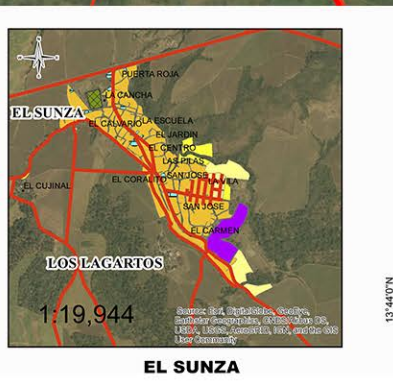 PUERTA ROJA
LA CANCHA
EL SUNZA
EL CALVARIO
LA ESCUELA
EL JARDIN
EL CENTRO
LAS PILAS
EL CUJINAL
EL CORALITO
SAN JOSE
LA VILA
SAN JOSE
EL CARMEN
LOS LAGARTOS
1:19,944
Source: Esri, DigitalGlobe, GeoEye,
Earthstar Geographics, CNES/Airbus DS,
USDA, USGS, AeroGRID, IGN, and the GIS
User Community
13°44'0"N
EL SUNZA